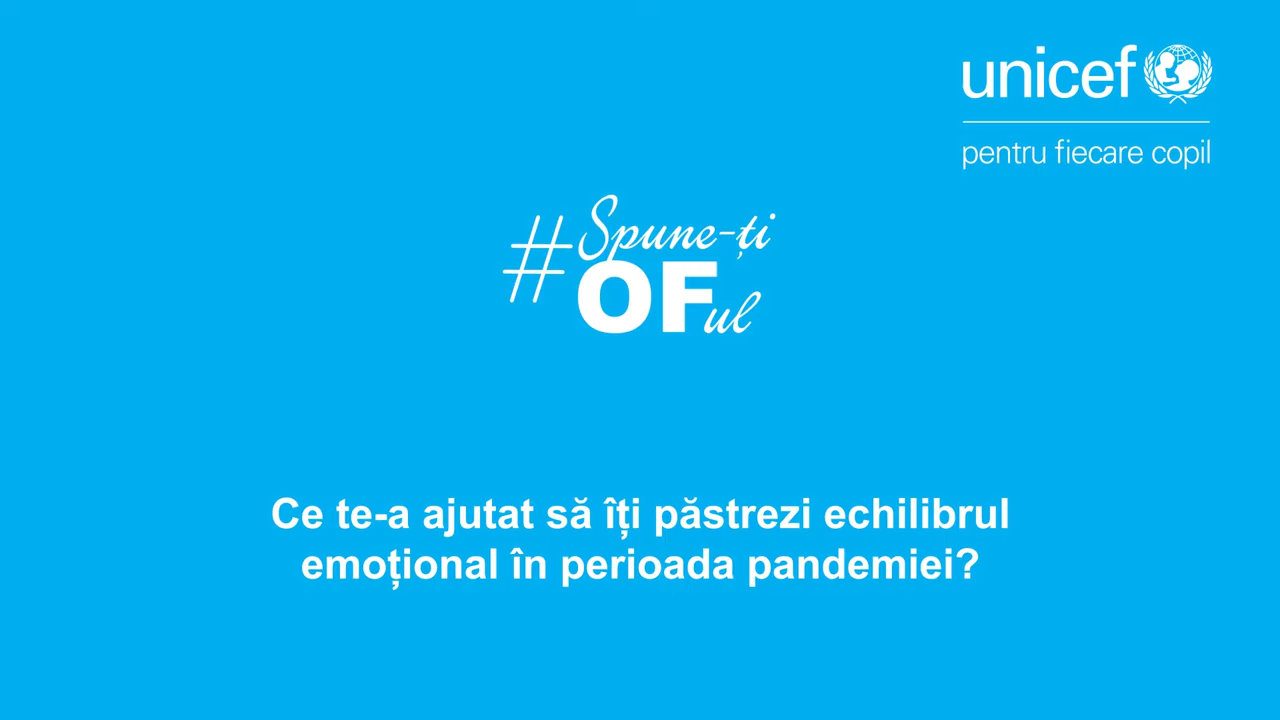 unicef
pentru fiecare copil
#Spune-ți
OFul
Ce te-a ajutat să îți păstrezi echilibrul
emoțional în perioada pandemiei?